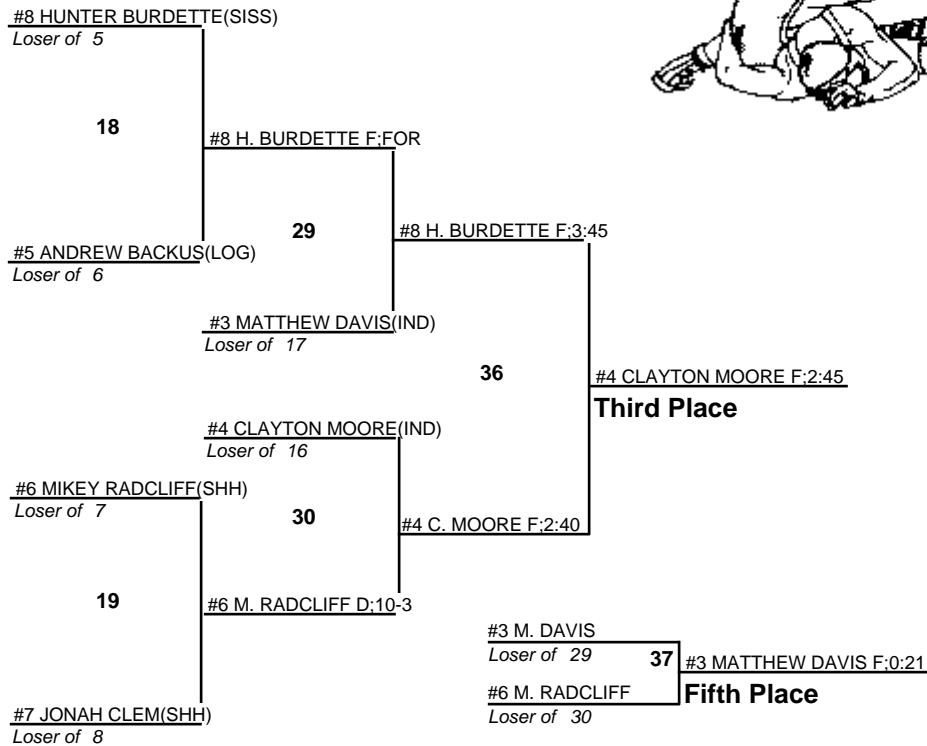 #8 HUNTER BURDETTE(SISS)
Loser of 5
18
#8 H. BURDETTE F;FOR
29
#8 H. BURDETTE F;3:45
#5 ANDREW BACKUS(LOG)
Loser of 6
#3 MATTHEW DAVIS(IND)
Loser of 17
36
#4 CLAYTON MOORE F;2:45
Third Place
#4 CLAYTON MOORE(IND)
Loser of 16
#6 MIKEY RADCLIFF(SHH)
Loser of 7
30
#4 C. MOORE F;2:40
19
#6 M. RADCLIFF D;10-3
#7 JONAH CLEM(SHH)
Loser of 8
#3 M. DAVIS
Loser of 29
37
#3 MATTHEW DAVIS F;0:21
Fifth Place
#6 M. RADCLIFF
Loser of 30